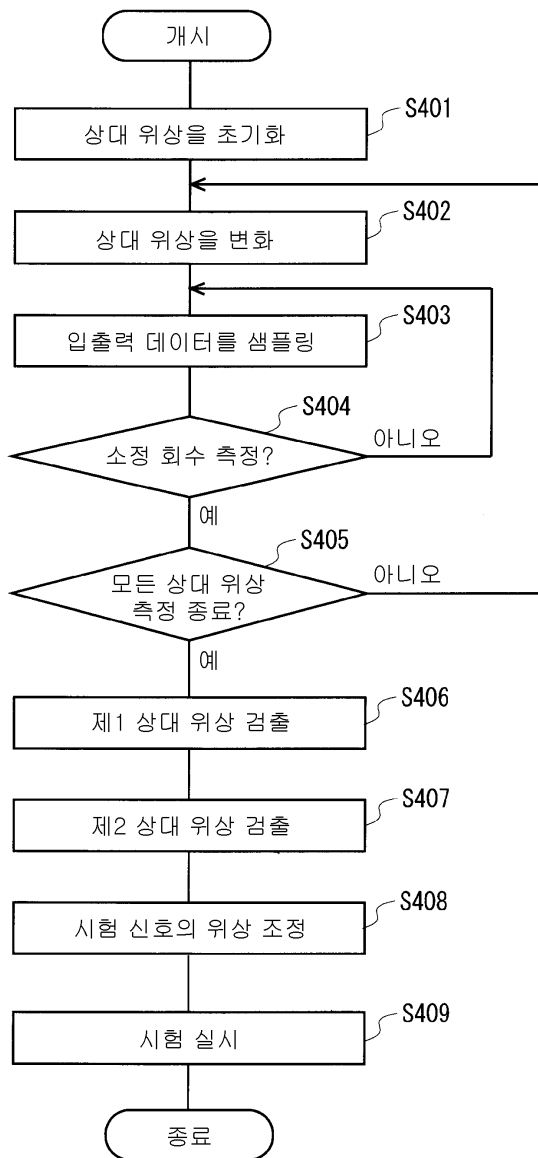 개시
S401
상대 위상을 초기화
S402
상대 위상을 변화
S403
입출력 데이터를 샘플링
S404
소정 회수 측정?
아니오
예
S405
모든 상대 위상
측정 종료?
아니오
예
S406
제1 상대 위상 검출
S407
제2 상대 위상 검출
S408
시험 신호의 위상 조정
S409
시험 실시
종료